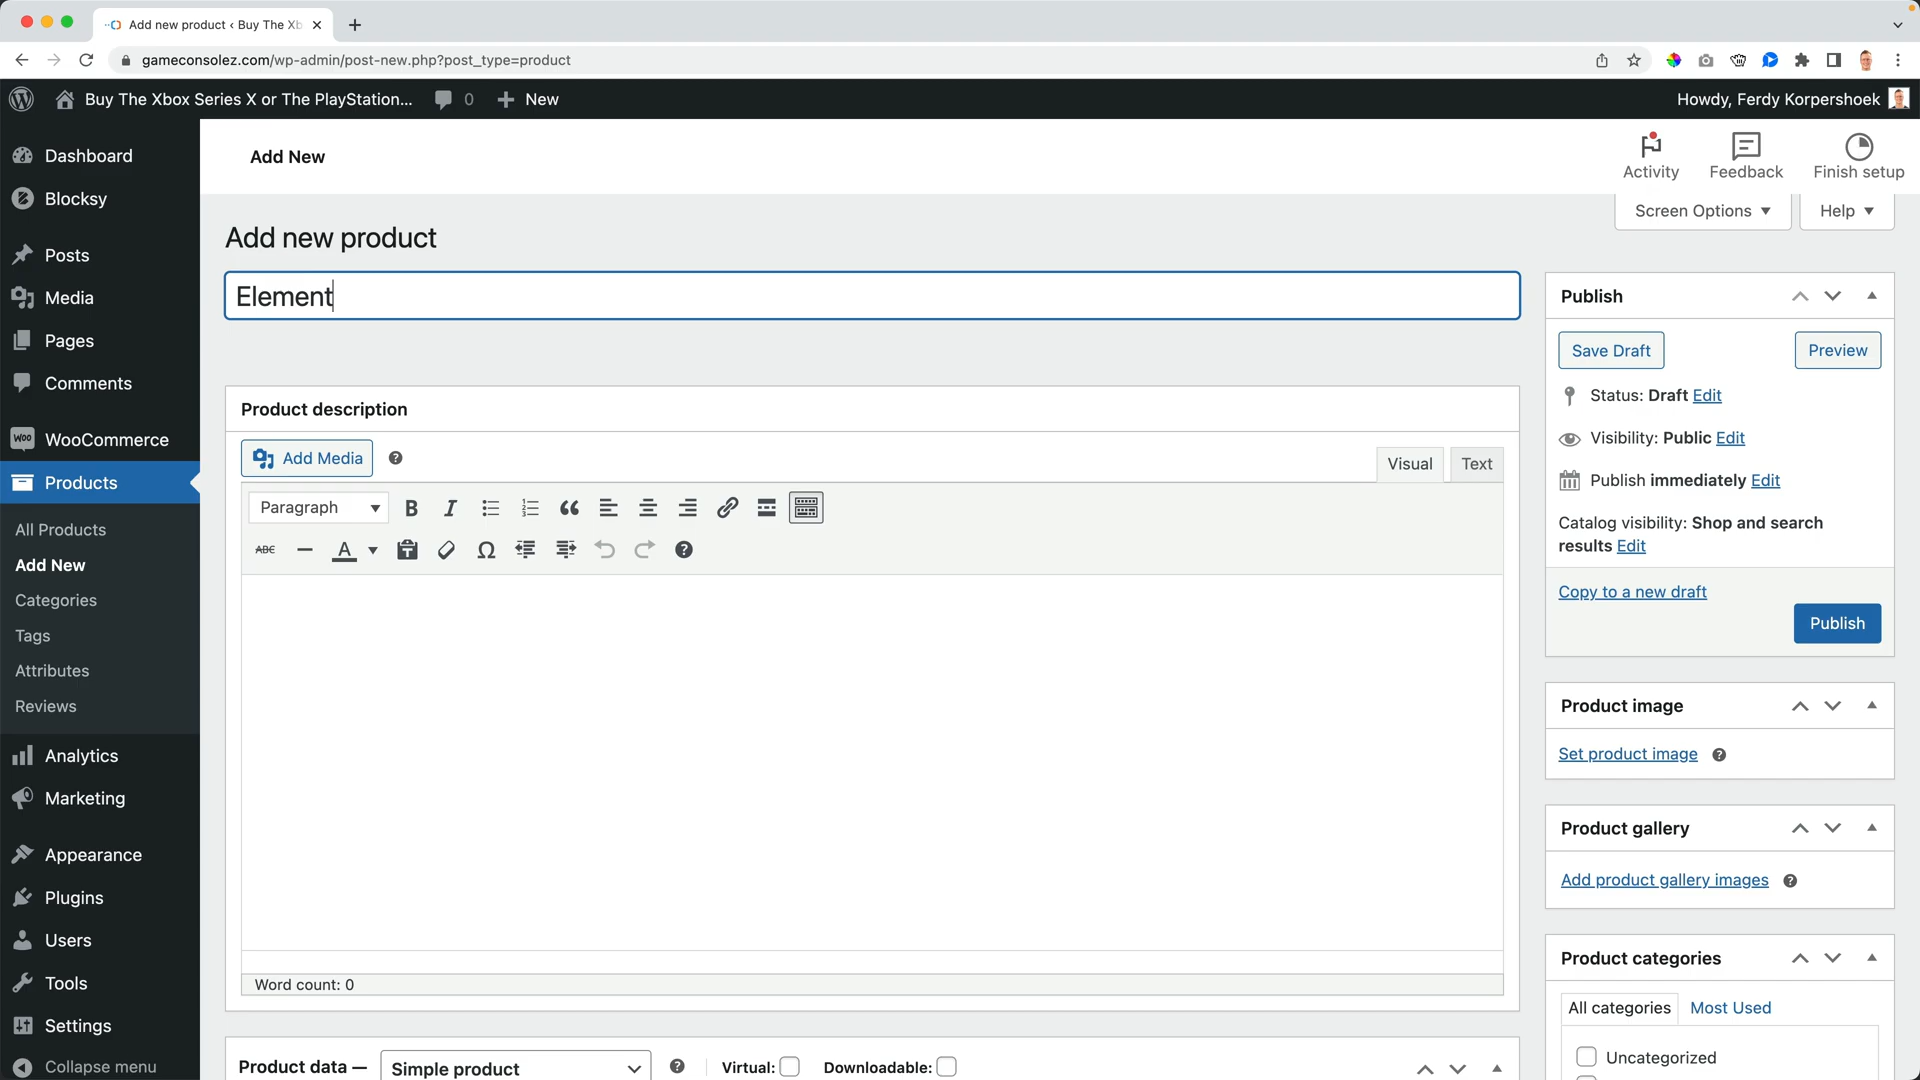 Add new product ‹ Buy The Xb
gameconsolez.com/wp-admin/post-new.php?post_type=product
Buy The Xbox Series X or The PlayStation...
0
New
Howdy, Ferdy Korpershoek
Dashboard
Blocksy
Posts
Media
Pages
Comments
WooCommerce
Products
All Products
Add New
Categories
Tags
Attributes
Reviews
Analytics
Marketing
Appearance
Plugins
Users
Tools
Settings
Collapse menu
Add New
Activity
Feedback
Finish setup
Screen Options
Help
Add new product
Element
Product description
Add Media
Visual
Text
Paragraph
B
I
ABC
A
Ω
Word count: 0
Product data —
Simple product
Virtual:
Downloadable:
Publish
Save Draft
Preview
Status: Draft Edit
Visibility: Public Edit
Publish immediately Edit
Catalog visibility: Shop and search
results Edit
Copy to a new draft
Publish
Product image
Set product image
Product gallery
Add product gallery images
Product categories
All categories
Most Used
Uncategorized